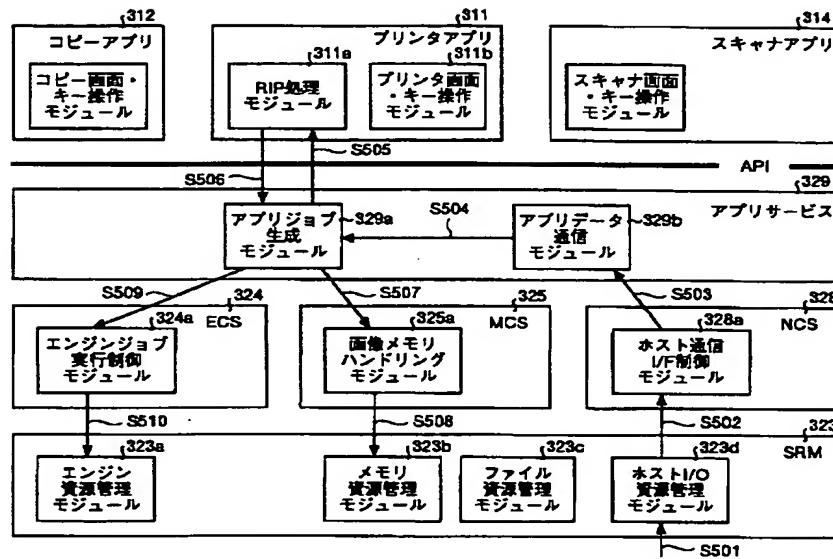 312
コピーアプリ
コピー画面・
キー操作
モジュール
311
プリンタアプリ
311a
RIP処理
モジュール
311b
プリンタ画面
・キー操作
モジュール
314
スキャナアプリ
スキャナ画面
・キー操作
モジュール
S505
S506
API
329
アプリサービス
アプリジョブ
生成
モジュール
329a
S504
アプリデータ
通信
モジュール
329b
S509
S507
S503
324
ECS
324a
エンジンジョブ
実行制御
モジュール
325
MCS
325a
画像メモリ
ハンドリング
モジュール
328
NCS
328a
ホスト通信
I/F制御
モジュール
S510
S508
S502
323
SRM
323a
エンジン
資源管理
モジュール
323b
メモリ
資源管理
モジュール
323c
ファイル
資源管理
モジュール
323d
ホストI/O
資源管理
モジュール
S501